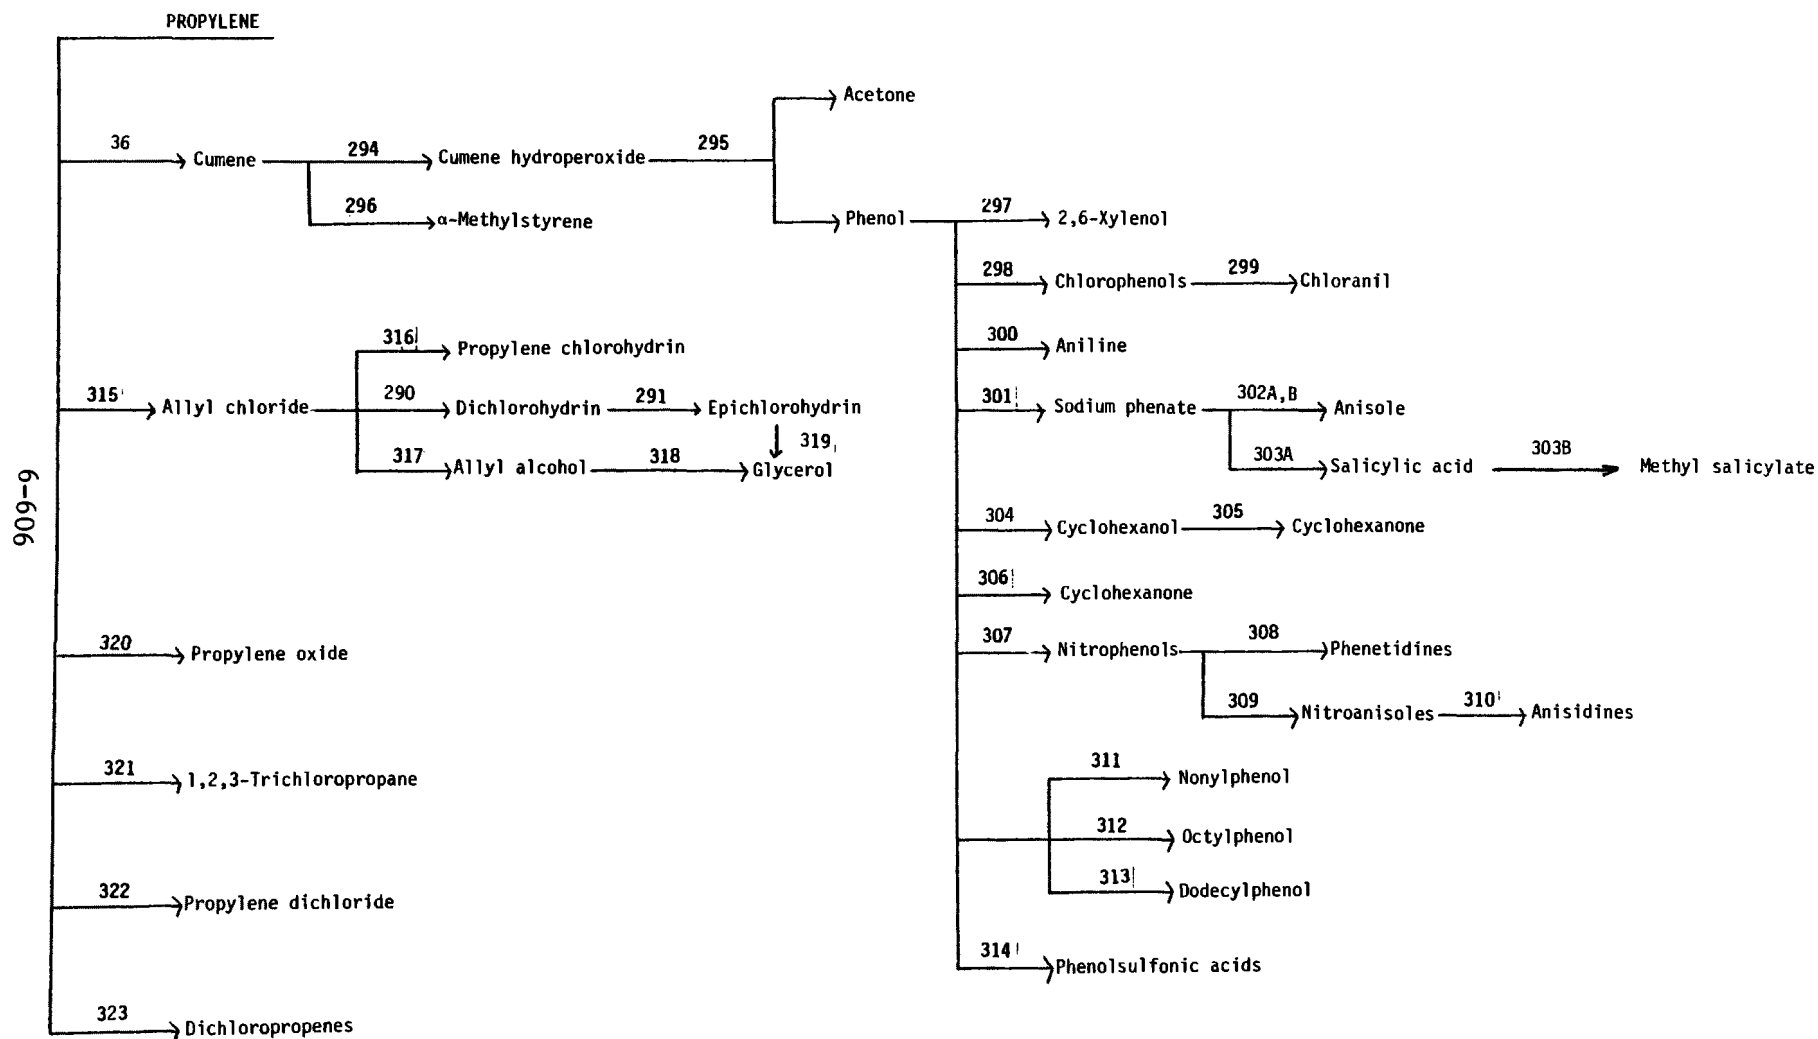 PROPYLENE
Acetone
36
Cumene
294
Cumene hydroperoxide
295
296
α-Methylstyrene
Phenol
297
2,6-Xylenol
298
Chlorophenols
299
Chloranil
316
Propylene chlorohydrin
300
Aniline
315
Allyl chloride
290
Dichlorohydrin
291
Epichlorohydrin
301
Sodium phenate
302A,B
Anisole
319
317
Allyl alcohol
318
Glycerol
303A
Salicylic acid
303B
Methyl salicylate
6-606
304
Cyclohexanol
305
Cyclohexanone
306
Cyclohexanone
320
Propylene oxide
307
Nitrophenols
308
Phenetidines
309
Nitroanisoles
310
Anisidines
321
1,2,3-Trichloropropane
311
Nonylphenol
312
Octylphenol
322
Propylene dichloride
313
Dodecylphenol
314
Phenolsulfonic acids
323
Dichloropropenes